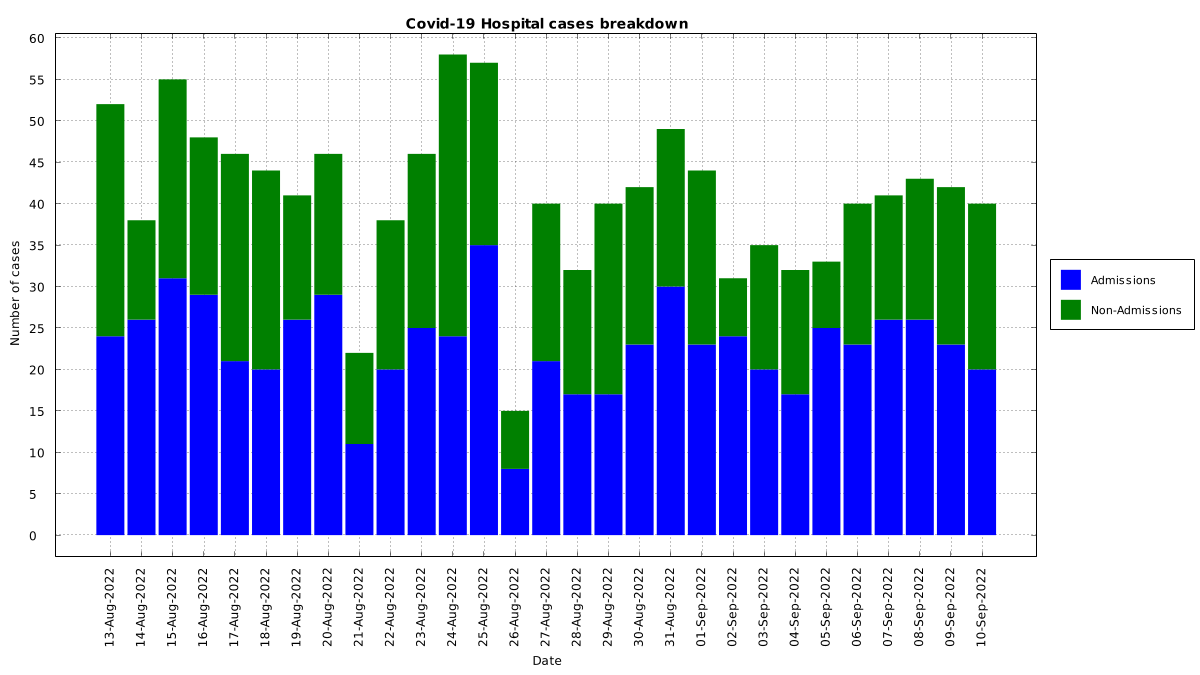 Covid-19 Hospital cases breakdown
60
55
50
45
40
35
30
25
20
15
10
5
0
Number of cases
13-Aug-2022
14-Aug-2022
15-Aug-2022
16-Aug-2022
17-Aug-2022
18-Aug-2022
19-Aug-2022
20-Aug-2022
21-Aug-2022
22-Aug-2022
23-Aug-2022
24-Aug-2022
25-Aug-2022
26-Aug-2022
27-Aug-2022
28-Aug-2022
29-Aug-2022
30-Aug-2022
31-Aug-2022
01-Sep-2022
02-Sep-2022
03-Sep-2022
04-Sep-2022
05-Sep-2022
06-Sep-2022
07-Sep-2022
08-Sep-2022
09-Sep-2022
10-Sep-2022
Date
Admissions
Non-Admissions